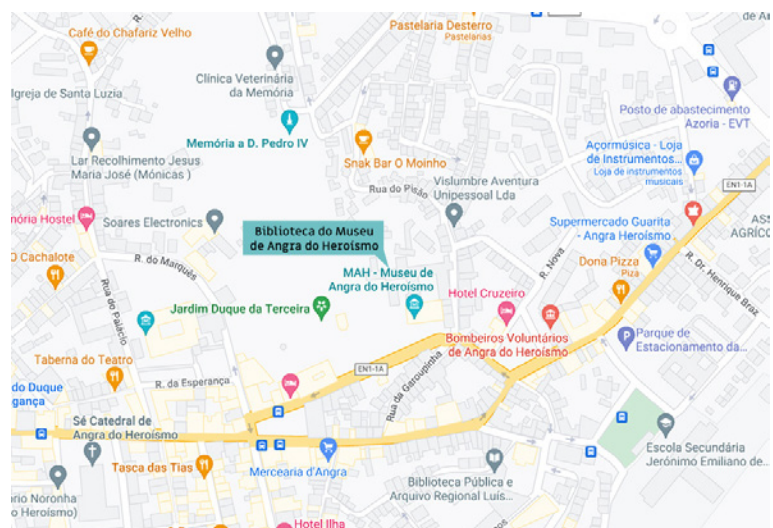 Pastelaria Desterro
Pastelarias
Café do Chafariz Velho
R.
Clínica Veterinária
da Memória
Igreja de Santa Luzia
Posto de abastecimento
Azoria - EVT
Memória a D. Pedro IV
Açormúsica - Loja
de Instrumentos...
Loja de instrumentos
musicais
Lar Recolhimento Jesus
Maria José (Mónicas )
Snak Bar O Moinho
Rua do Pisão
Vislumbre Aventura
Unipessoal Lda
EN1-1A
mória Hostel
Soares Electronics
Biblioteca do Museu
de Angra do Heroísmo
Supermercado Guarita
- Angra Heroísmo
ASS
AGRÍCO
O Cachalote
R. do Marquês
MAH - Museu de
Angra do Heroísmo
R. Nova
Dona Pizza
Piza
R. Dr. Henrique Braz
Rua do Palácio
Jardim Duque da Terceira
Hotel Cruzeiro
Bombeiros Voluntários
de Angra do Heroísmo
Parque de
Estacionamento da...
Taberna do Teatro
EN1-1A
Rua da Garoupinha
R. da Esperança
do Duque
gança
Sé Catedral de
Angra do Heroísmo
Escola Secundária
Jerónimo Emiliano de...
Tasca das Tias
Mercearia d'Angra
Biblioteca Pública e
Arquivo Regional Luís...
ório Noronha
o Heroísmo)
Hotel Ilha